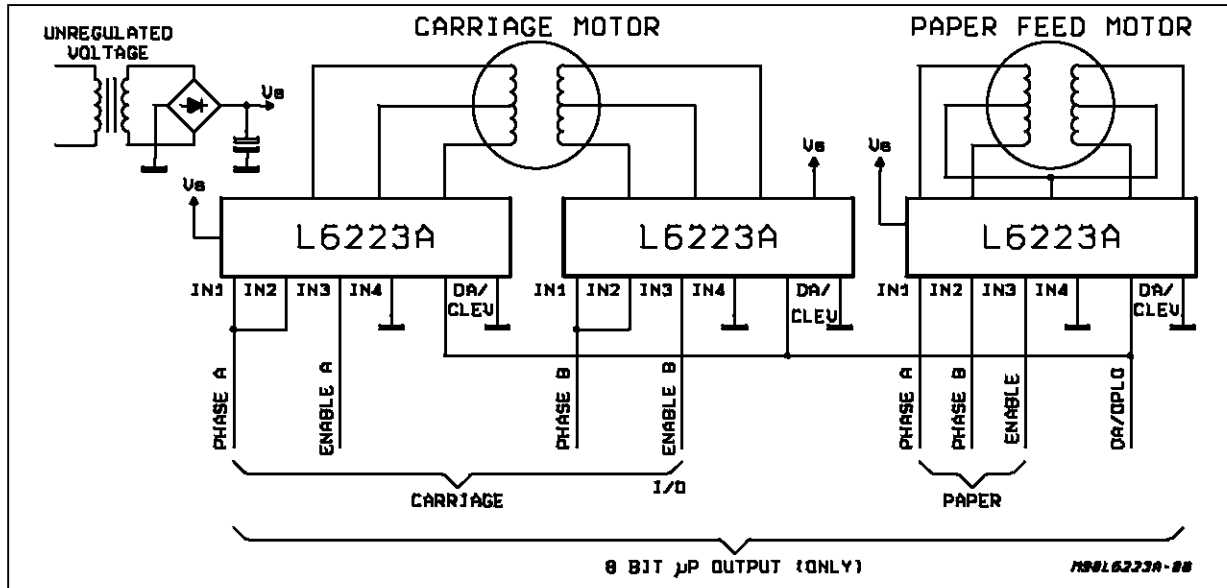 UNREGULATED
VOLTAGE
CARRIAGE MOTOR
PAPER FEED MOTOR
Vs
Vs
Vs
Vs
L6223A
L6223A
L6223A
IN1 IN2 IN3 IN4 DA/
CLEV
IN1 IN2 IN3 IN4 DA/
CLEV
IN1 IN2 IN3 IN4 DA/
CLEV
PHASE A
ENABLE A
PHASE B
ENABLE B
PHASE A
PHASE B
ENABLE
DA/OPLO
CARRIAGE
I/O
PAPER
8 BIT µP OUTPUT (ONLY)
M90L6223A-08